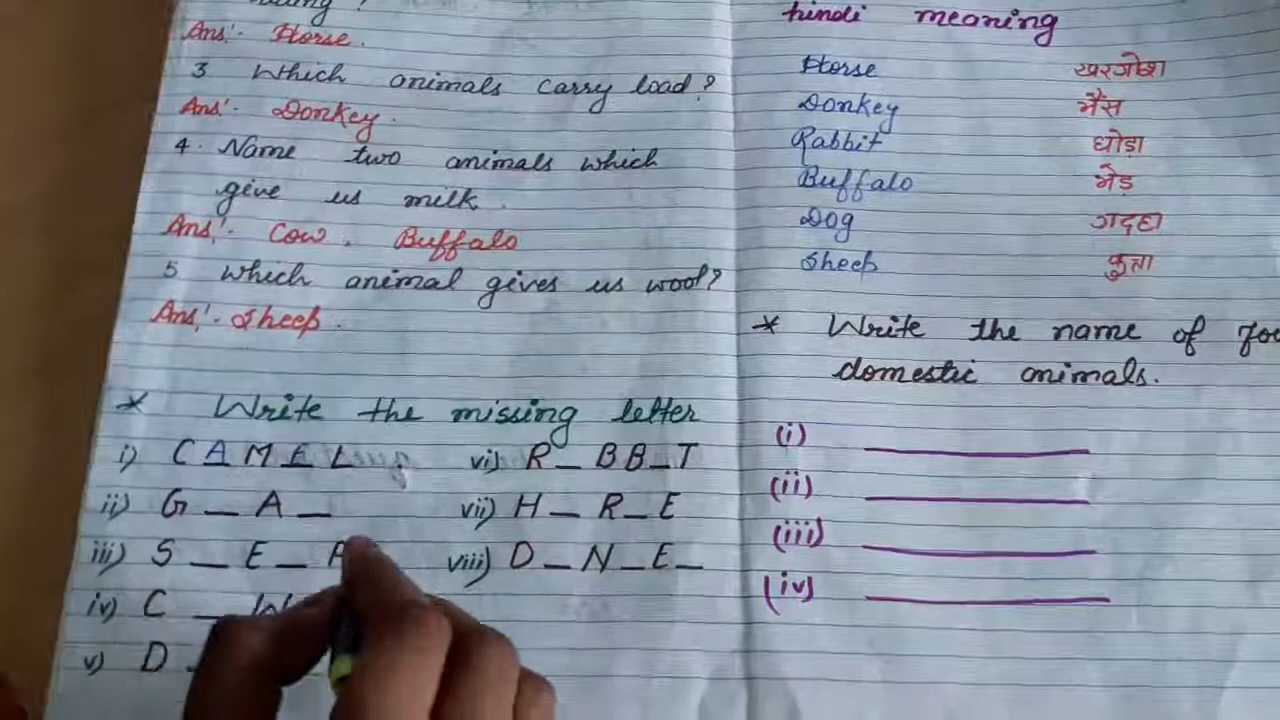 Ans:- Horse.
3 Which animals carry load?
Ans:- Donkey.
4. Name two animals which
give us milk.
Ans:- Cow, Buffalo
5 Which animal gives us wool?
Ans:- Sheep.
* Write the missing letter
i) C A M E L
ii) G _ A _
iii) S _ E _ P
iv) C _ W
v) D
vi) R _ B B _ T
vii) H _ R _ E
viii) D _ N _ E _
hindi meaning
Horse खरगोश
Donkey भैंस
Rabbit घोड़ा
Buffalo भेड़
Dog गदहा
Sheep कुत्ता
* Write the name of
domestic animals.
(i)
(ii)
(iii)
(iv)